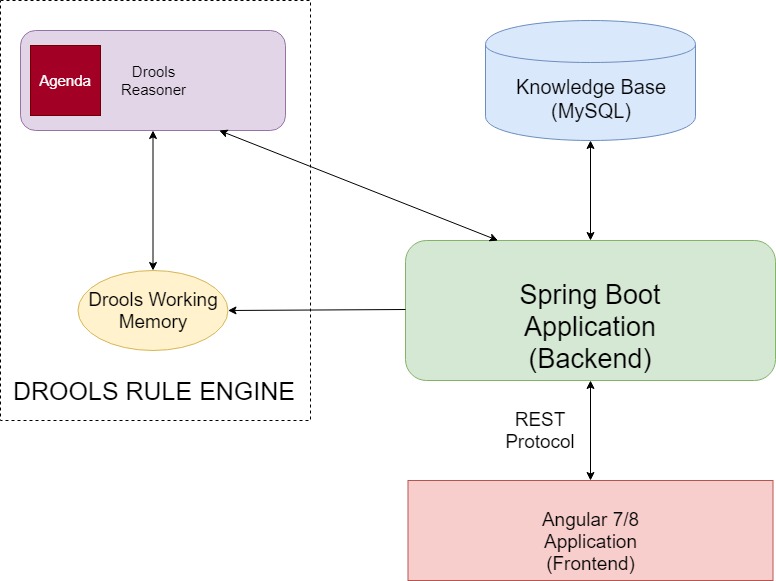 Agenda
Drools
Reasoner
Knowledge Base
(MySQL)
Drools Working
Memory
Spring Boot
Application
(Backend)
DROOLS RULE ENGINE
REST
Protocol
Angular 7/8
Application
(Frontend)